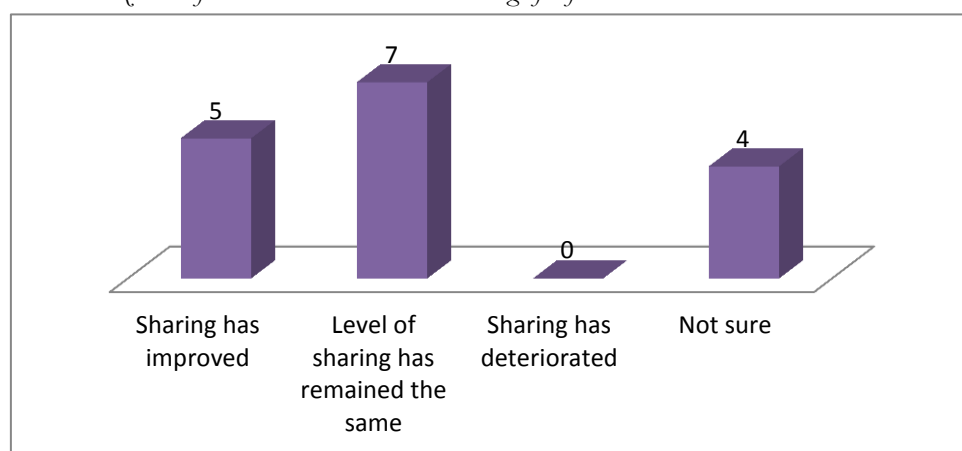 5
7
0
4
Sharing has
improved
Level of
sharing has
remained the
same
Sharing has
deteriorated
Not sure